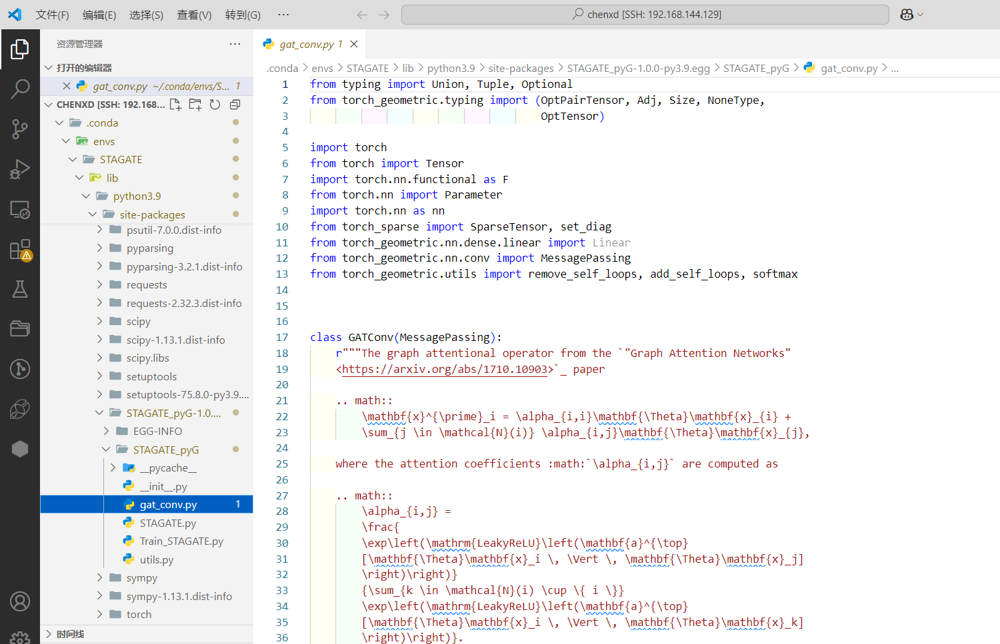 文件(F) 编辑(E) 选择(S) 查看(V) 转到(G) ··· chenxd [SSH: 192.168.144.129]
资源管理器 ···
打开的编辑器
gat_conv.py ~/.conda/envs/S... 1
CHENXD [SSH: 192.168...
.conda
envs
STAGATE
lib
python3.9
site-packages
psutil-7.0.0.dist-info
pyparsing
pyparsing-3.2.1.dist-info
requests
requests-2.32.3.dist-info
scipy
scipy-1.13.1.dist-info
scipy.libs
setuptools
setuptools-75.8.0-py3.9....
STAGATE_pyG-1.0....
EGG-INFO
STAGATE_pyG
__pycache__
__init__.py
gat_conv.py 1
STAGATE.py
Train_STAGATE.py
utils.py
sympy
sympy-1.13.1.dist-info
torch
时间线
gat_conv.py 1
.conda > envs > STAGATE > lib > python3.9 > site-packages > STAGATE_pyG-1.0.0-py3.9.egg > STAGATE_pyG > gat_conv.py > ...
1 from typing import Union, Tuple, Optional
2 from torch_geometric.typing import (OptPairTensor, Adj, Size, NoneType,
3 OptTensor)
4
5 import torch
6 from torch import Tensor
7 import torch.nn.functional as F
8 from torch.nn import Parameter
9 import torch.nn as nn
10 from torch_sparse import SparseTensor, set_diag
11 from torch_geometric.nn.dense.linear import Linear
12 from torch_geometric.nn.conv import MessagePassing
13 from torch_geometric.utils import remove_self_loops, add_self_loops, softmax
14
15
16
17 class GATConv(MessagePassing):
18 r"""The graph attentional operator from the `"Graph Attention Networks"
19 <https://arxiv.org/abs/1710.10903>`_ paper
20
21 .. math::
22 \mathbf{x}^{\prime}_i = \alpha_{i,i}\mathbf{\Theta}\mathbf{x}_{i} +
23 \sum_{j \in \mathcal{N}(i)} \alpha_{i,j}\mathbf{\Theta}\mathbf{x}_{j},
24
25 where the attention coefficients :math:`\alpha_{i,j}` are computed as
26
27 .. math::
28 \alpha_{i,j} =
29 \frac{
30 \exp\left(\mathrm{LeakyReLU}\left(\mathbf{a}^{\top}
31 [\mathbf{\Theta}\mathbf{x}_i \, \Vert \, \mathbf{\Theta}\mathbf{x}_j]
32 \right)\right)}
33 {\sum_{k \in \mathcal{N}(i) \cup \{ i \}}
34 \exp\left(\mathrm{LeakyReLU}\left(\mathbf{a}^{\top}
35 [\mathbf{\Theta}\mathbf{x}_i \, \Vert \, \mathbf{\Theta}\mathbf{x}_k]
36 \right)\right)}.